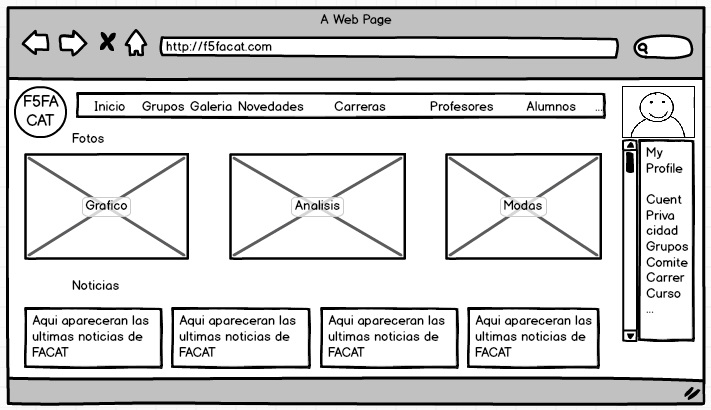 A Web Page
http://f5facat.com
F5FA
CAT
Inicio Grupos Galeria Novedades Carreras Profesores Alumnos ...
Fotos
Grafico
Analisis
Modas
My
Profile
Cuent
Priva
cidad
Grupos
Comite
Carrer
Curso
...
Noticias
Aqui apareceran las
ultimas noticias de
FACAT
Aqui apareceran las
ultimas noticias de
FACAT
Aqui apareceran las
ultimas noticias de
FACAT
Aqui apareceran las
ultimas noticias de
FACAT